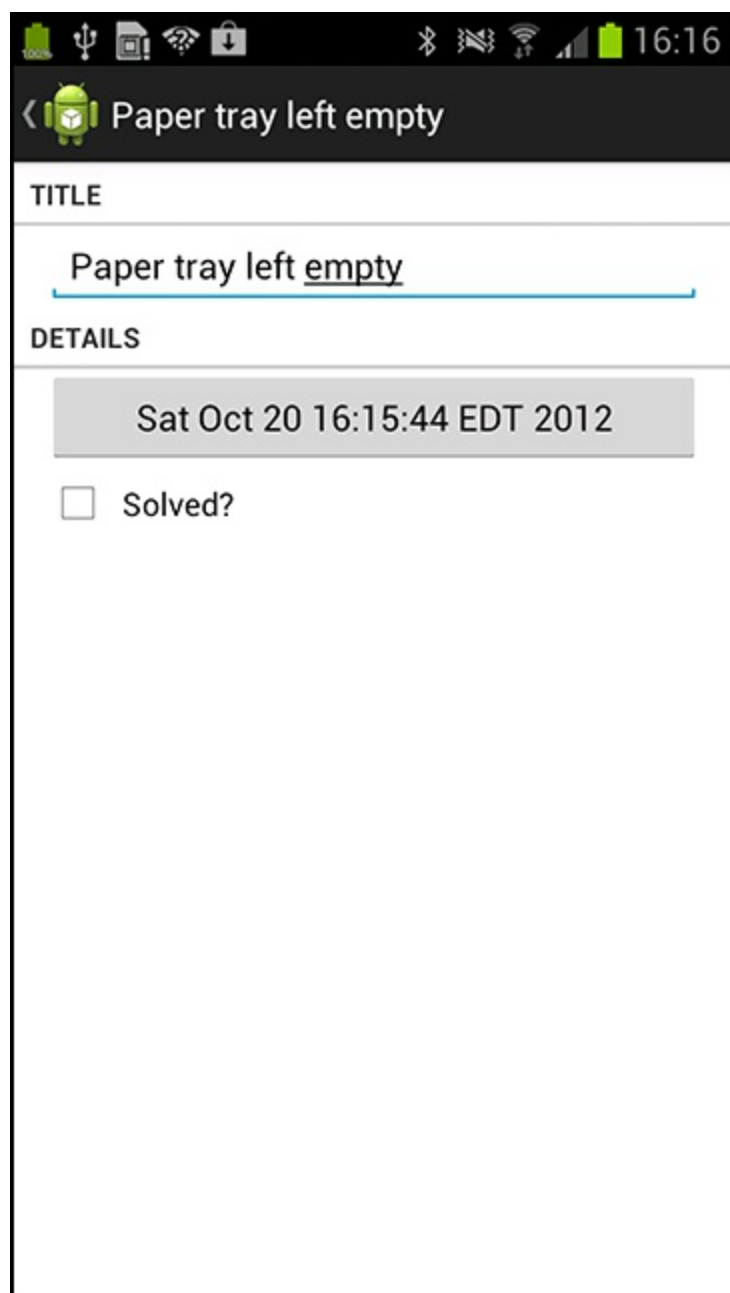 100%
16:16
Paper tray left empty
TITLE
Paper tray left empty
DETAILS
Sat Oct 20 16:15:44 EDT 2012
Solved?